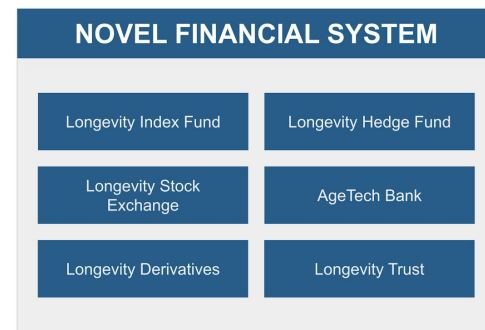 NOVEL FINANCIAL SYSTEM
Longevity Index Fund
Longevity Hedge Fund
Longevity Stock
Exchange
AgeTech Bank
Longevity Derivatives
Longevity Trust